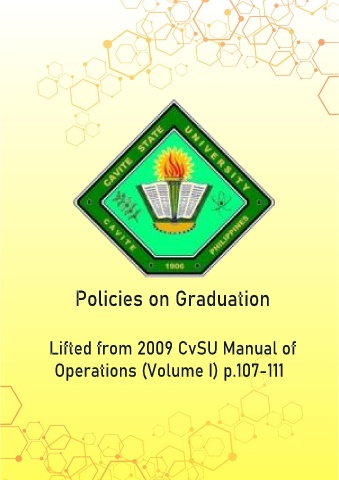 CAVITE STATE UNIVERSITY
CAVITE PHILIPPINES
1906
Policies on Graduation
Lifted from 2009 CvSU Manual of
Operations (Volume I) p.107-111